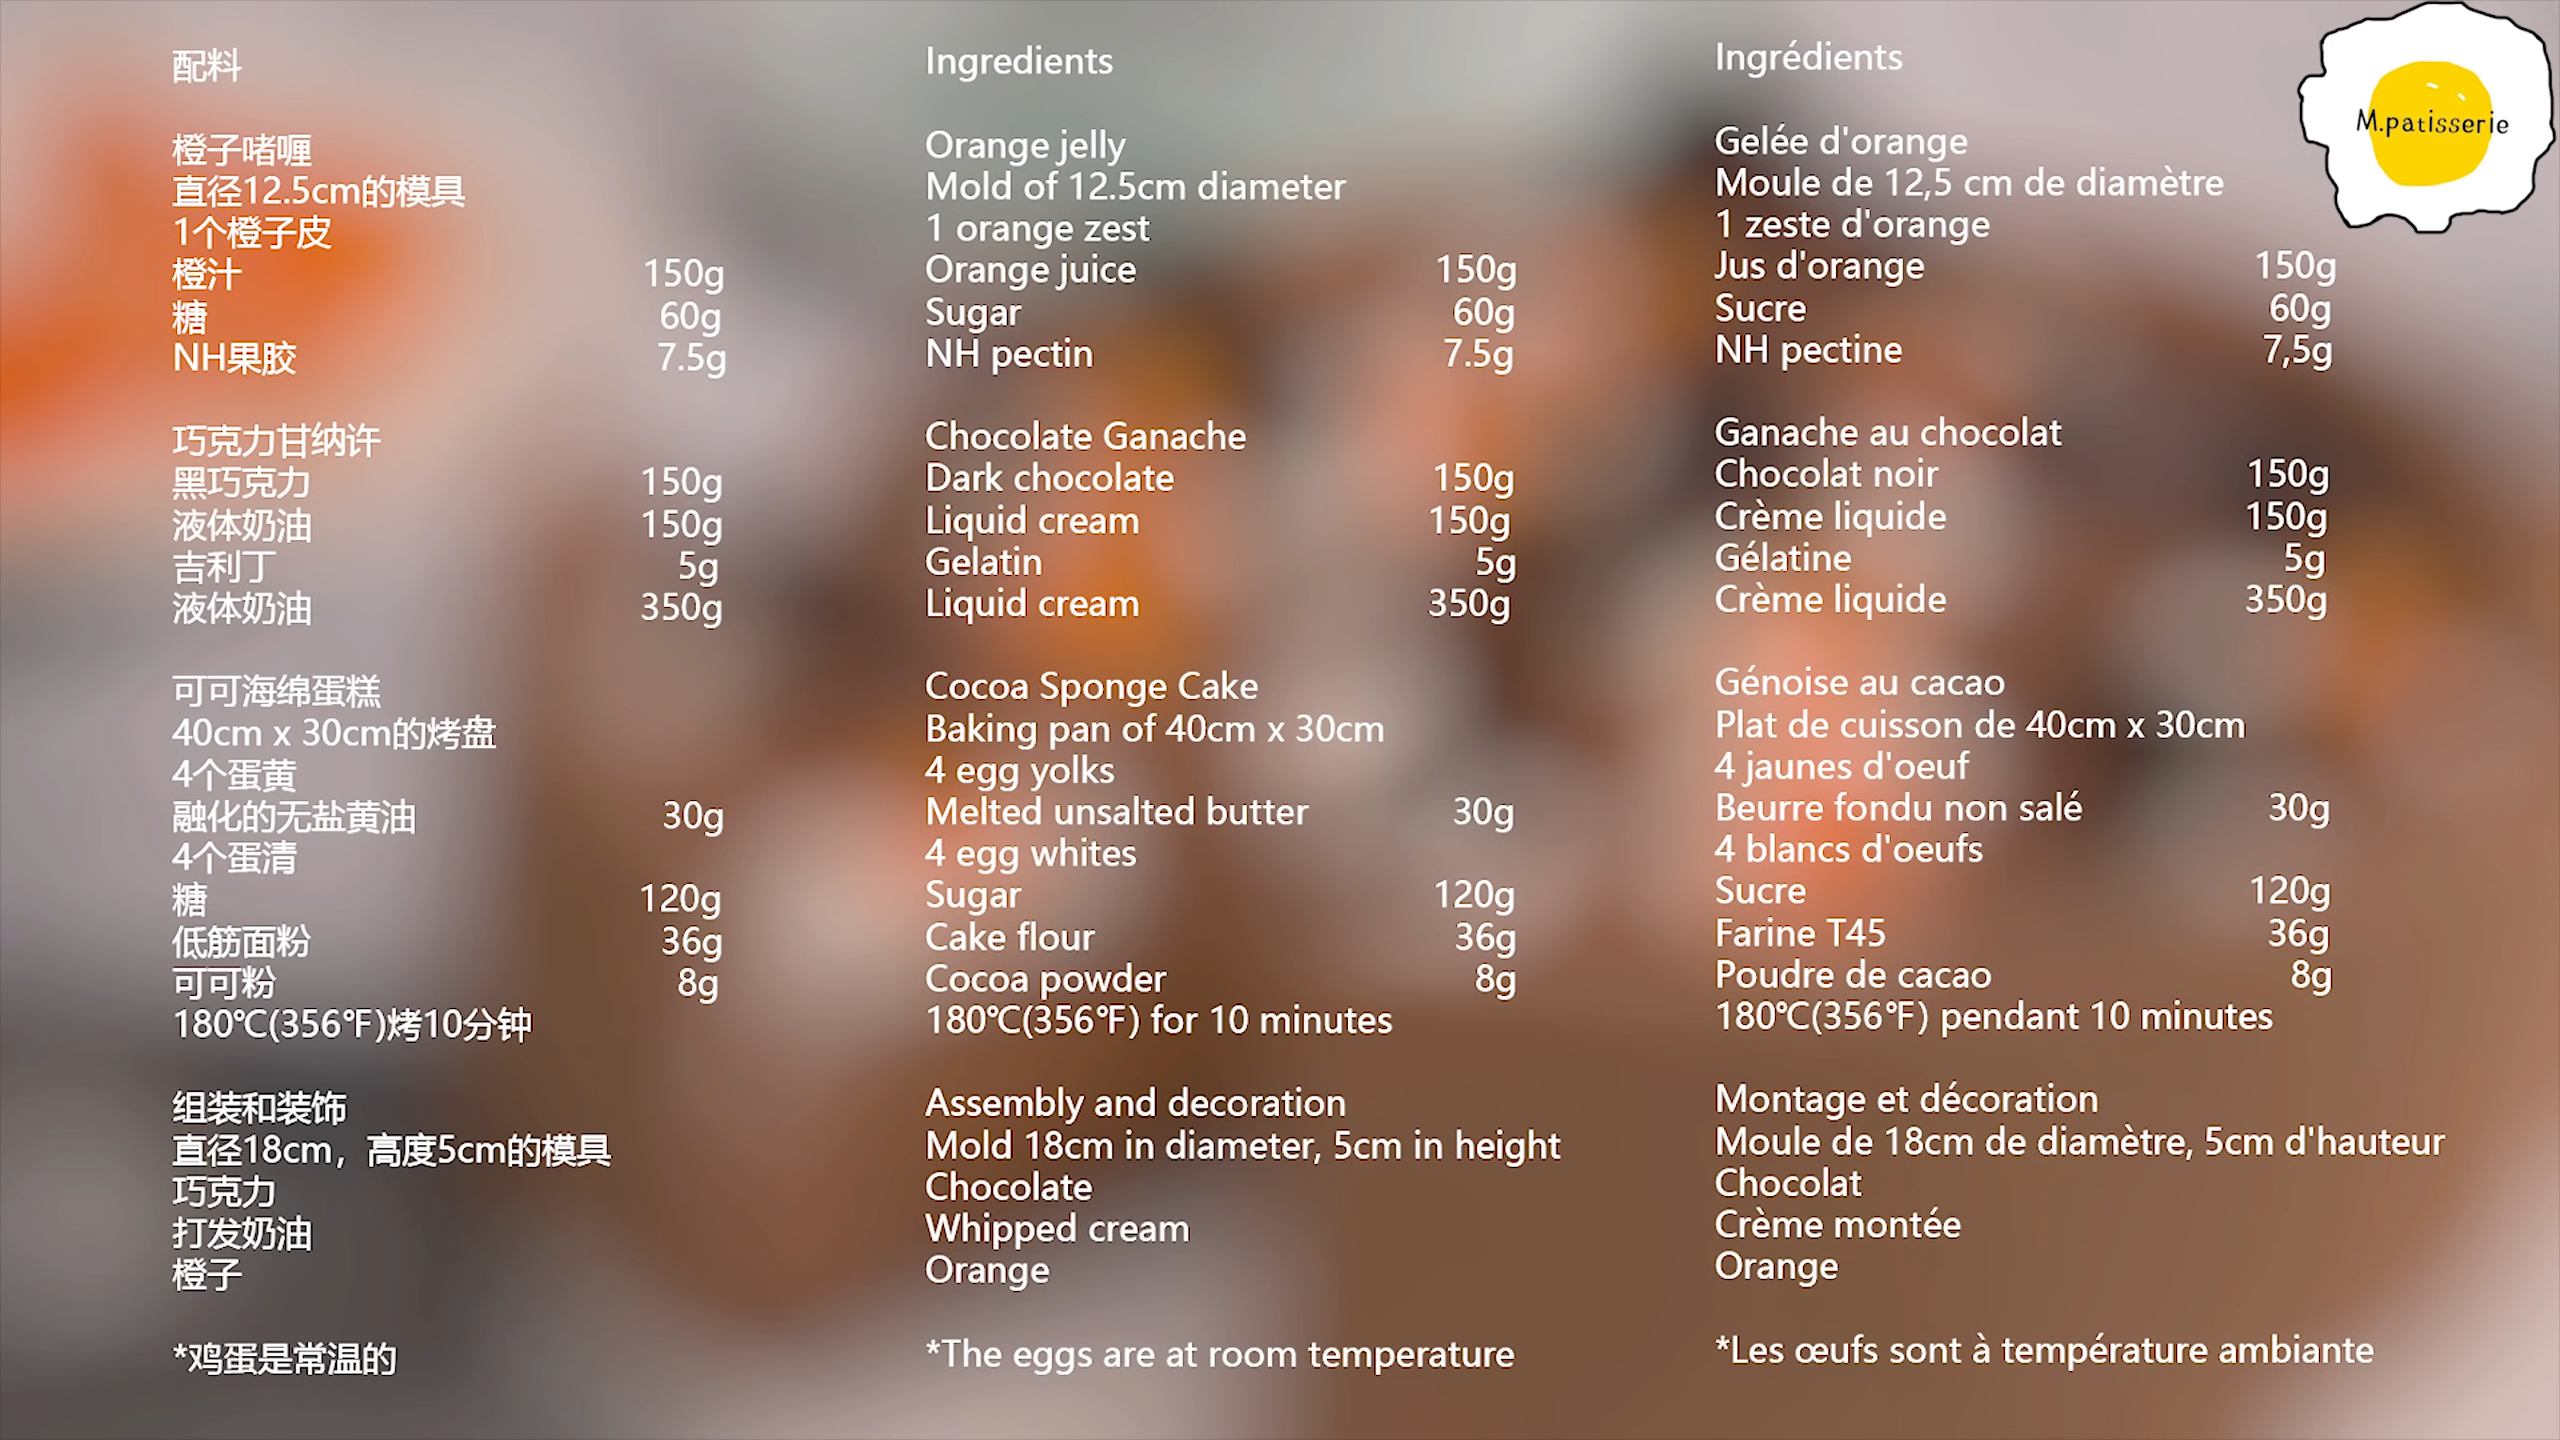 配料
橙子啫喱
直径12.5cm的模具
1个橙子皮
橙汁 150g
糖 60g
NH果胶 7.5g
巧克力甘纳许
黑巧克力 150g
液体奶油 150g
吉利丁 5g
液体奶油 350g
可可海绵蛋糕
40cm x 30cm的烤盘
4个蛋黄
融化的无盐黄油 30g
4个蛋清
糖 120g
低筋面粉 36g
可可粉 8g
180℃(356℉)烤10分钟
组装和装饰
直径18cm，高度5cm的模具
巧克力
打发奶油
橙子
*鸡蛋是常温的
Ingredients
Orange jelly
Mold of 12.5cm diameter
1 orange zest
Orange juice 150g
Sugar 60g
NH pectin 7.5g
Chocolate Ganache
Dark chocolate 150g
Liquid cream 150g
Gelatin 5g
Liquid cream 350g
Cocoa Sponge Cake
Baking pan of 40cm x 30cm
4 egg yolks
Melted unsalted butter 30g
4 egg whites
Sugar 120g
Cake flour 36g
Cocoa powder 8g
180℃(356℉) for 10 minutes
Assembly and decoration
Mold 18cm in diameter, 5cm in height
Chocolate
Whipped cream
Orange
*The eggs are at room temperature
Ingrédients
Gelée d'orange
Moule de 12,5 cm de diamètre
1 zeste d'orange
Jus d'orange 150g
Sucre 60g
NH pectine 7,5g
Ganache au chocolat
Chocolat noir 150g
Crème liquide 150g
Gélatine 5g
Crème liquide 350g
Génoise au cacao
Plat de cuisson de 40cm x 30cm
4 jaunes d'oeuf
Beurre fondu non salé 30g
4 blancs d'oeufs
Sucre 120g
Farine T45 36g
Poudre de cacao 8g
180℃(356℉) pendant 10 minutes
Montage et décoration
Moule de 18cm de diamètre, 5cm d'hauteur
Chocolat
Crème montée
Orange
*Les œufs sont à température ambiante
M.patisserie